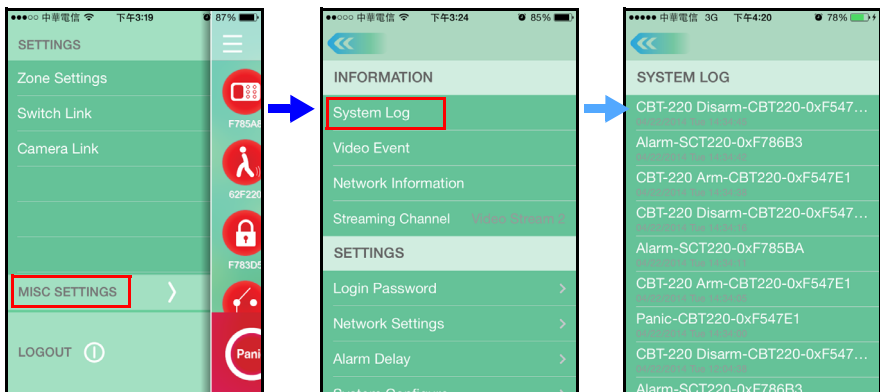 ●●●●○ 中華電信 下午3:19 87%
SETTINGS
Zone Settings
Switch Link
Camera Link
MISC SETTINGS
LOGOUT
F785A8
62F220
F783D5
Pani
●●○○○ 中華電信 下午3:24 85%
INFORMATION
System Log
Video Event
Network Information
Streaming Channel Video Stream 2
SETTINGS
Login Password
Network Settings
Alarm Delay
System Configure
●●●●● 中華電信 3G 下午4:20 78%
SYSTEM LOG
CBT-220 Disarm-CBT220-0xF547...
Alarm-SCT220-0xF786B3
CBT-220 Arm-CBT220-0xF547E1
CBT-220 Disarm-CBT220-0xF547...
Alarm-SCT220-0xF785BA
CBT-220 Arm-CBT220-0xF547E1
Panic-CBT220-0xF547E1
CBT-220 Disarm-CBT220-0xF547...
Alarm-SCT220-0xF786B3